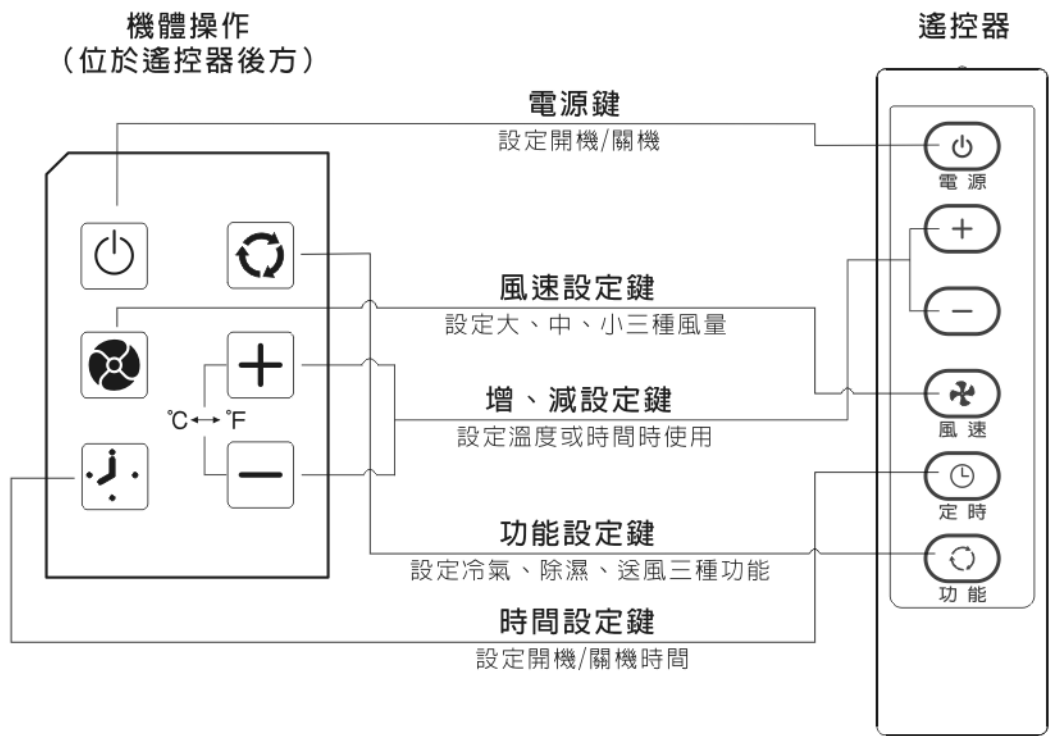 機體操作
（位於遙控器後方）
遙控器
電源鍵
設定開機/關機
電源
風速設定鍵
設定大、中、小三種風量
℃ ℉
增、減設定鍵
設定溫度或時間時使用
風速
定時
功能設定鍵
設定冷氣、除濕、送風三種功能
功能
時間設定鍵
設定開機/關機時間